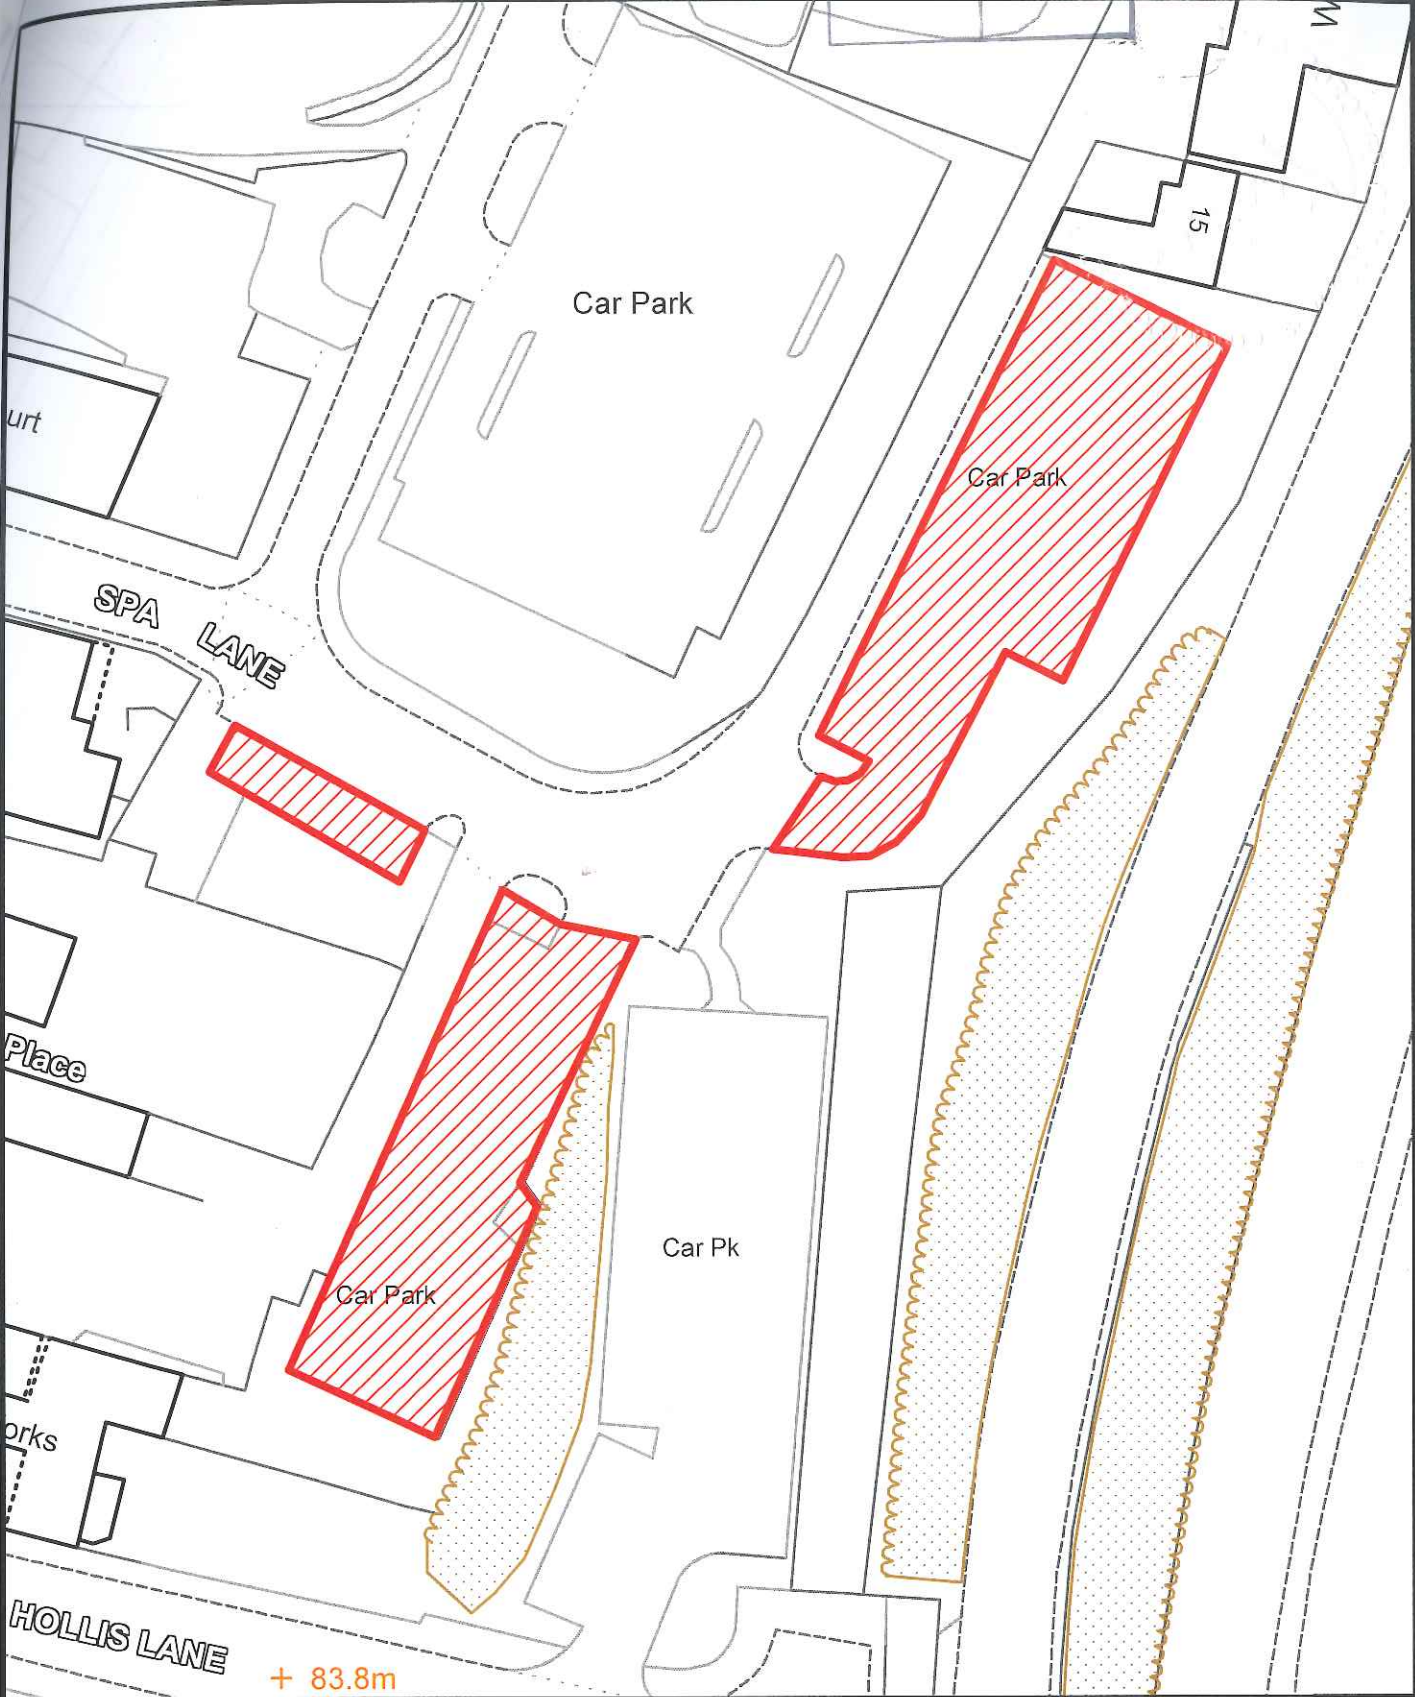 15
Car Park
urt
Car Park
SPA LANE
Place
Car Pk
Car Park
orks
HOLLIS LANE
+ 83.8m